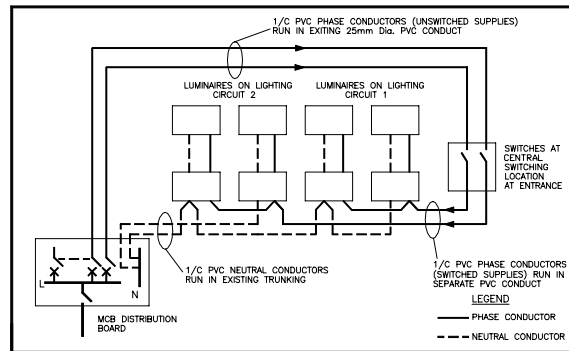 1/C PVC PHASE CONDUCTORS (UNSWITCHED SUPPLIES)
RUN IN EXITING 25mm Dia. PVC CONDUCT
LUMINAIRES ON LIGHTING
CIRCUIT 2
LUMINAIRES ON LIGHTING
CIRCUIT 1
SWITCHES AT
CENTRAL
SWITCHING
LOCATION
AT ENTRANCE
1/C PVC NEUTRAL CONDUCTORS
RUN IN EXISTING TRUNKING
1/C PVC PHASE CONDUCTORS
(SWITCHED SUPPLIES) RUN IN
SEPARATE PVC CONDUCT
L
N
MCB DISTRIBUTION
BOARD
LEGEND
PHASE CONDUCTOR
NEUTRAL CONDUCTOR